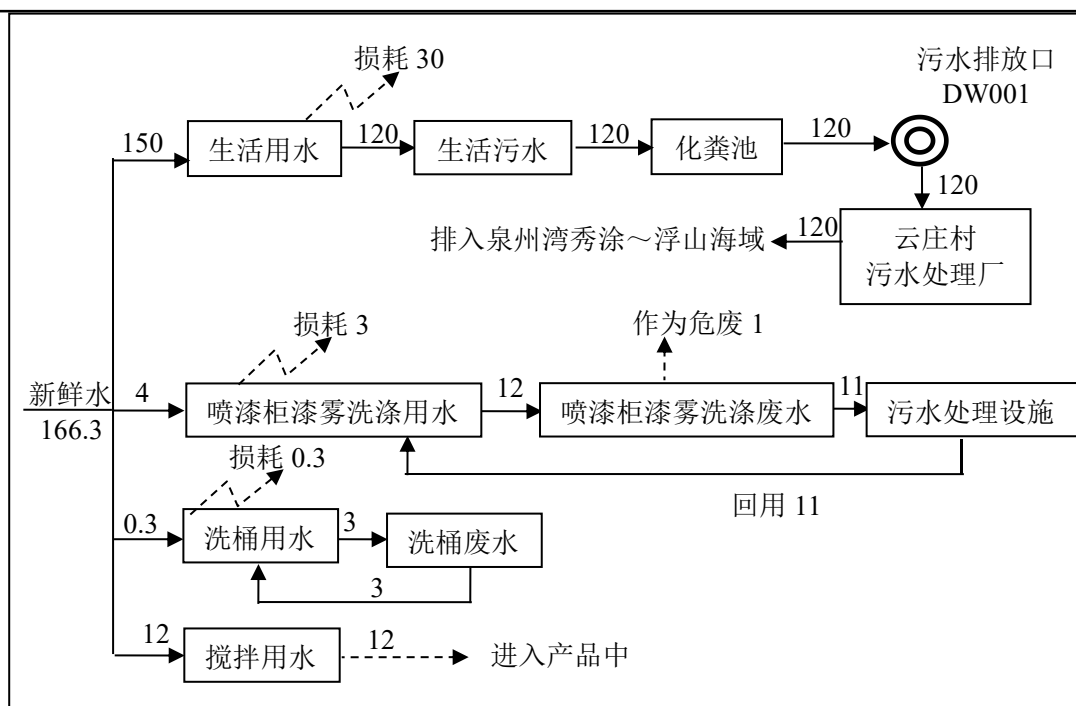 损耗 30
污水排放口
DW001
150
生活用水
120
生活污水
120
化粪池
120
120
排入泉州湾秀涂～浮山海域
120
云庄村
污水处理厂
损耗 3
作为危废 1
新鲜水
166.3
4
喷漆柜漆雾洗涤用水
12
喷漆柜漆雾洗涤废水
11
污水处理设施
回用 11
损耗 0.3
0.3
洗桶用水
3
洗桶废水
3
12
搅拌用水
12
进入产品中